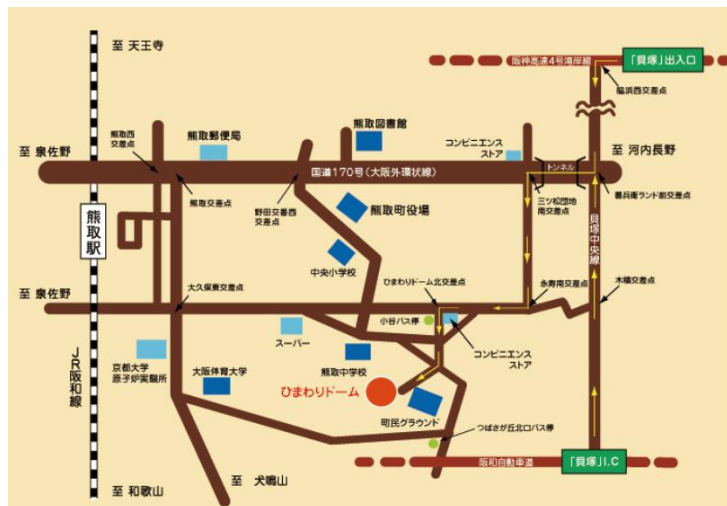 至 天王寺
阪神高速4号湾岸線
「貝塚」出入口
脇浜西交差点
熊取西
交差点
熊取郵便局
熊取図書館
コンビニエンス
ストア
至 泉佐野
至 河内長野
国道170号(大阪外環状線)
トンネル
熊取交差点
野田交番西
交差点
熊取町役場
三ツ松団地
南交差点
善兵衛ランド前交差点
熊取駅
貝塚中央線
中央小学校
至 泉佐野
大久保東交差点
ひまわりドーム北交差点
永寿南交差点
木積交差点
小谷バス停
スーパー
コンビニエンス
ストア
京都大学
原子炉実験所
大阪体育大学
熊取中学校
ひまわりドーム
JR阪和線
町民グラウンド
つばさが丘北口バス停
至 和歌山
至 犬鳴山
阪和自動車道
「貝塚」I.C